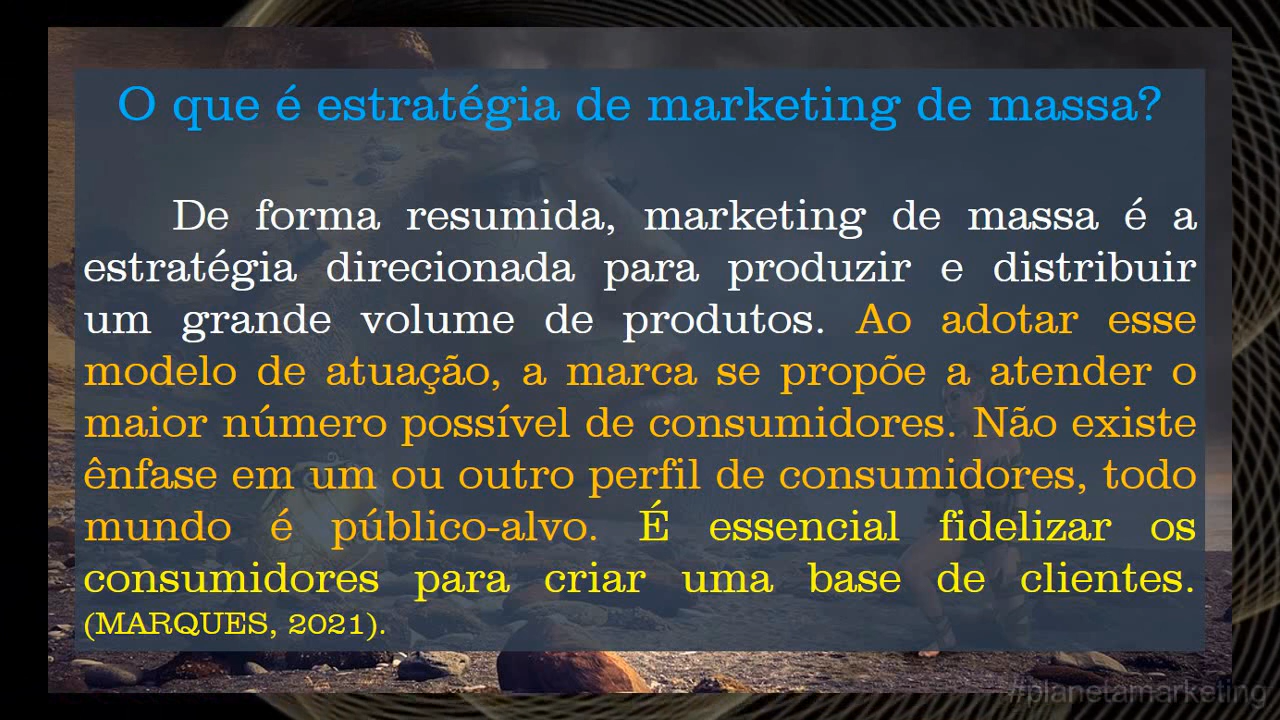 O que é estratégia de marketing de massa?
De forma resumida, marketing de massa é a
estratégia direcionada para produzir e distribuir
um grande volume de produtos. Ao adotar esse
modelo de atuação, a marca se propõe a atender o
maior número possível de consumidores. Não existe
ênfase em um ou outro perfil de consumidores, todo
mundo é público-alvo. É essencial fidelizar os
consumidores para criar uma base de clientes.
(MARQUES, 2021).
#planetamarketing